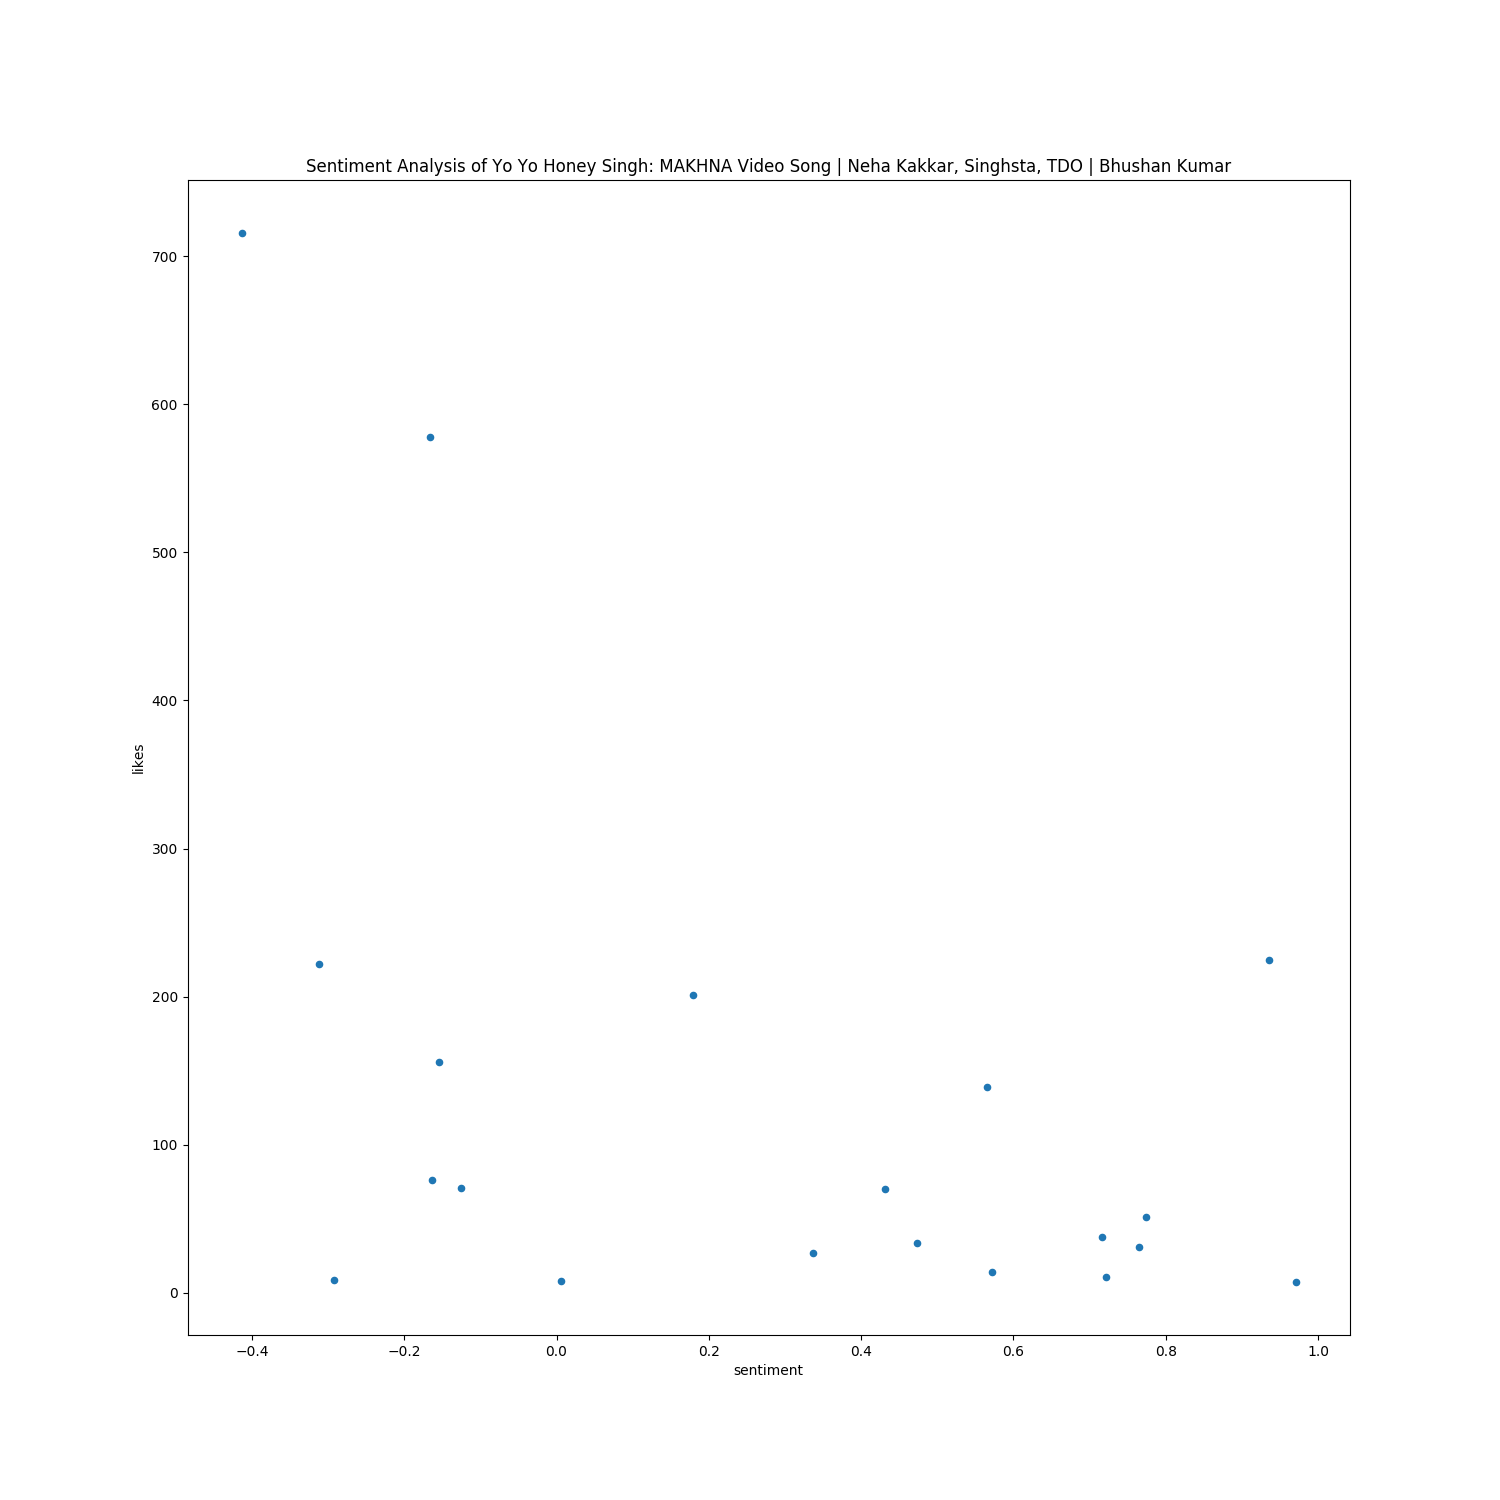 Sentiment Analysis of Yo Yo Honey Singh: MAKHNA Video Song | Neha Kakkar, Singhsta, TDO | Bhushan Kumar
700
600
500
400
likes
300
200
100
0
−0.4 −0.2 0.0 0.2 0.4 0.6 0.8 1.0
sentiment